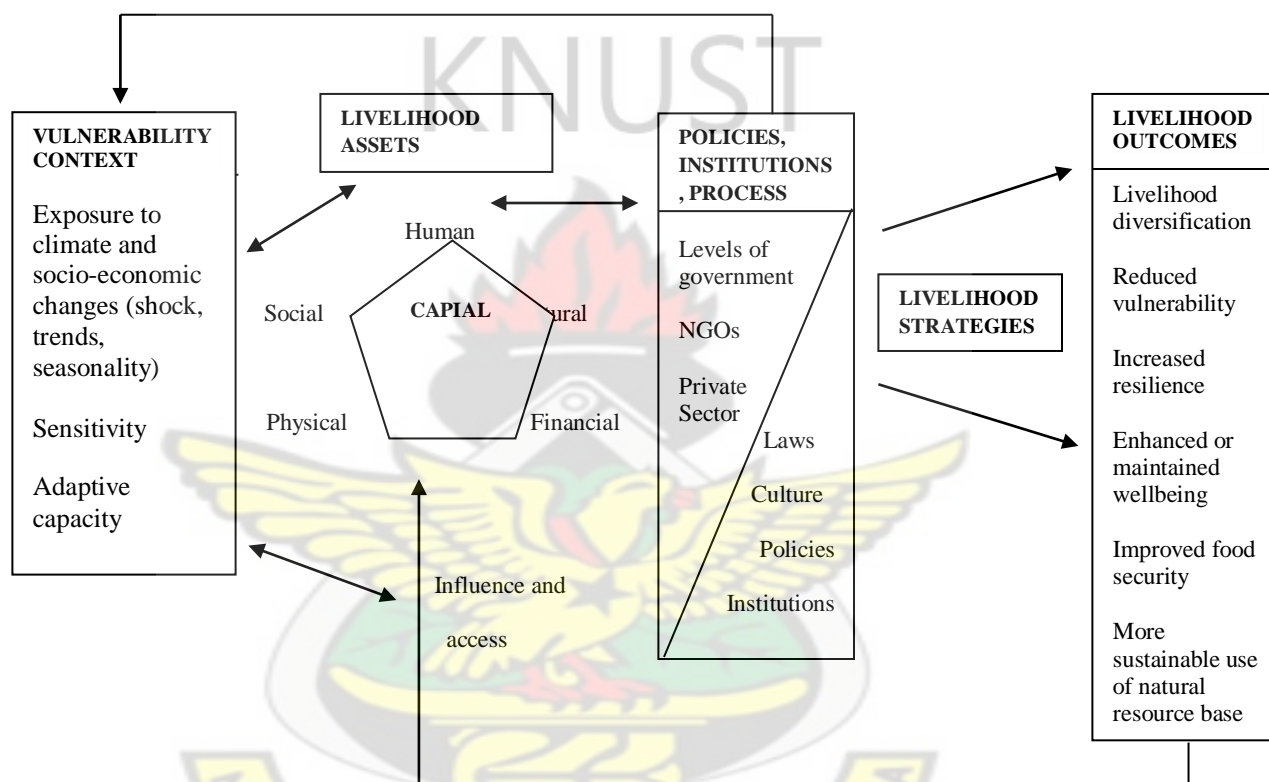 KNUST
VULNERABILITY
CONTEXT
Exposure to
climate and
socio-economic
changes (shock,
trends,
seasonality)
Sensitivity
Adaptive
capacity
LIVELIHOOD
ASSETS
Human
Social
CAPIAL
ural
Physical
Financial
Influence and
access
POLICIES,
INSTITUTIONS
, PROCESS
Levels of
government
NGOs
Private
Sector
Laws
Culture
Policies
Institutions
LIVELIHOOD
STRATEGIES
LIVELIHOOD
OUTCOMES
Livelihood
diversification
Reduced
vulnerability
Increased
resilience
Enhanced or
maintained
wellbeing
Improved food
security
More
sustainable use
of natural
resource base